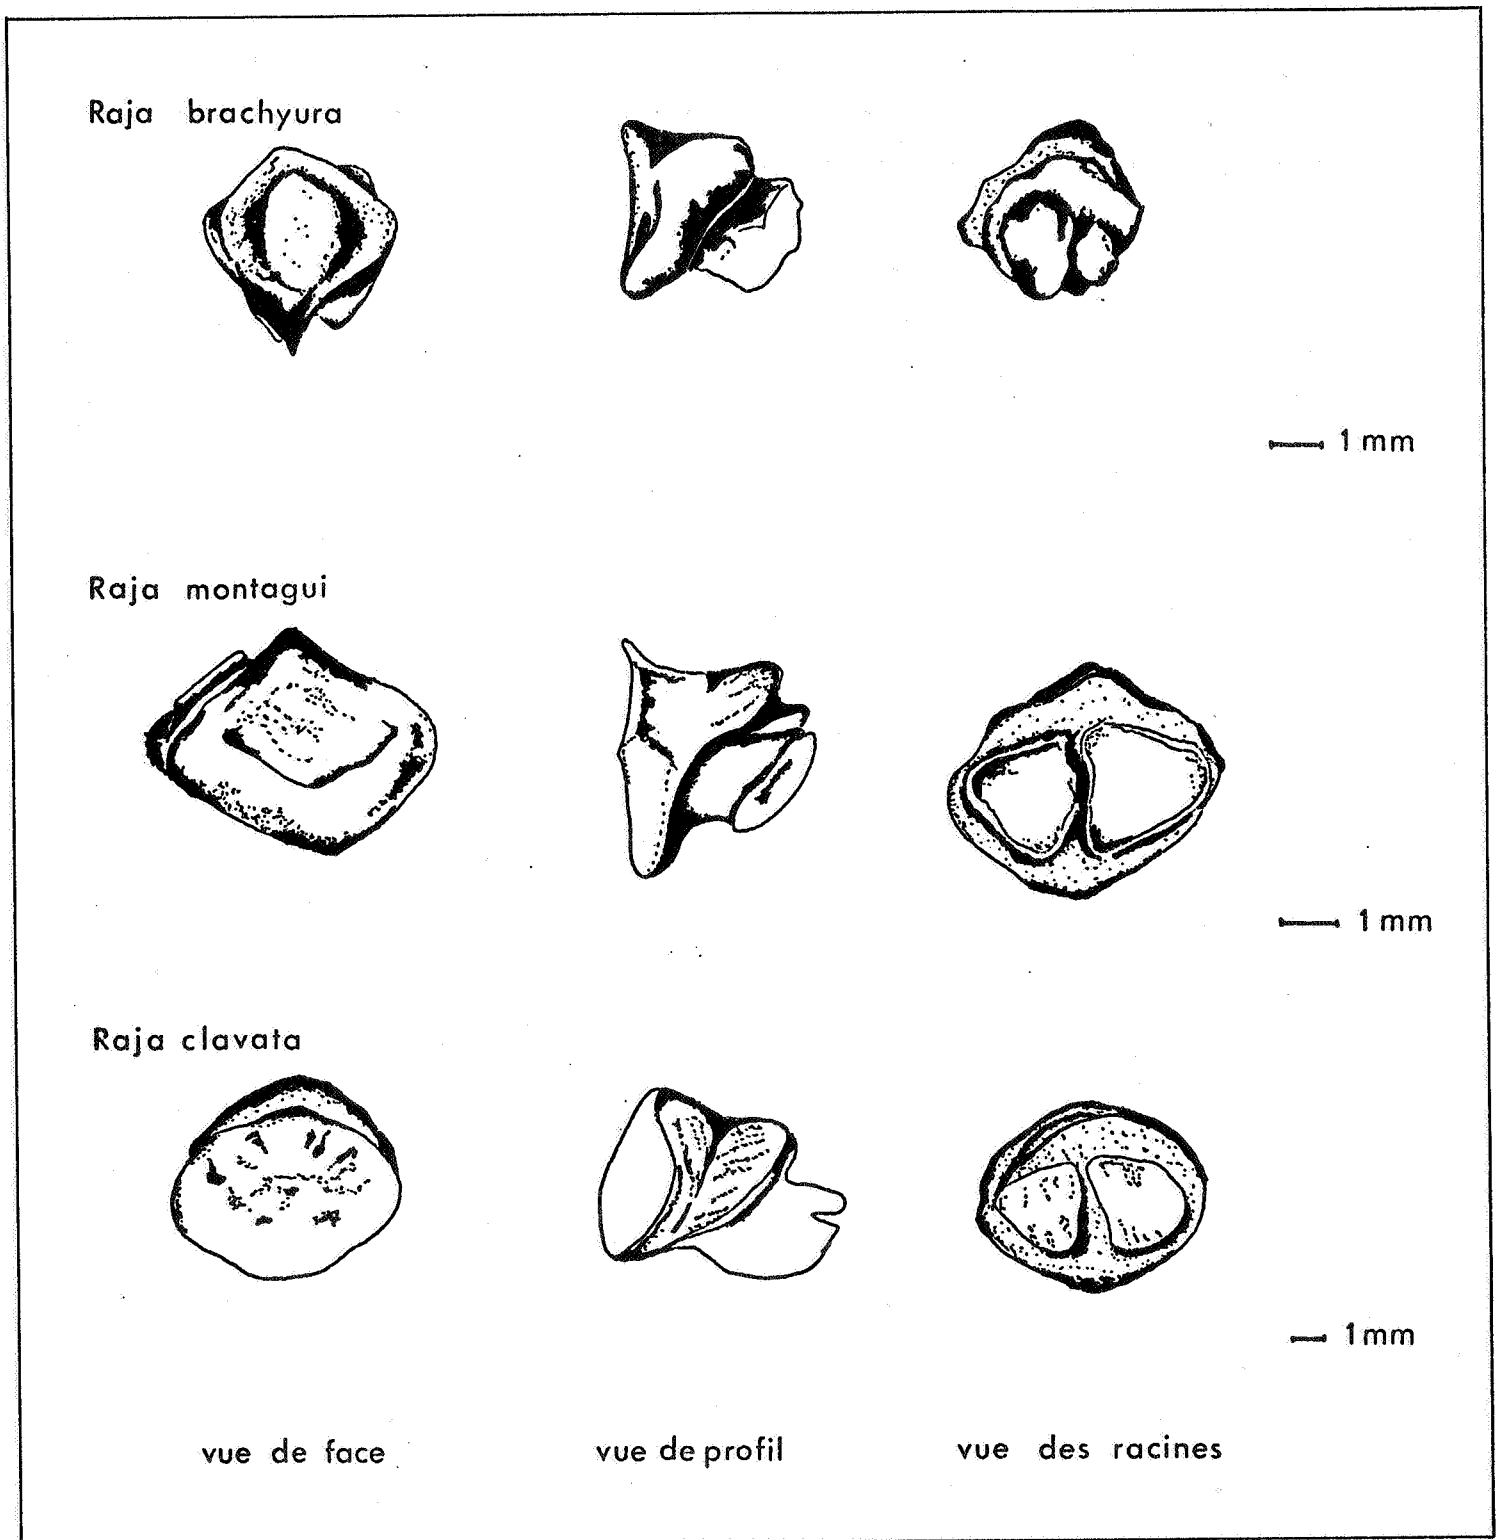 Raja brachyura
1 mm
Raja montagui
1 mm
Raja clavata
1 mm
vue de face vue de profil vue des racines